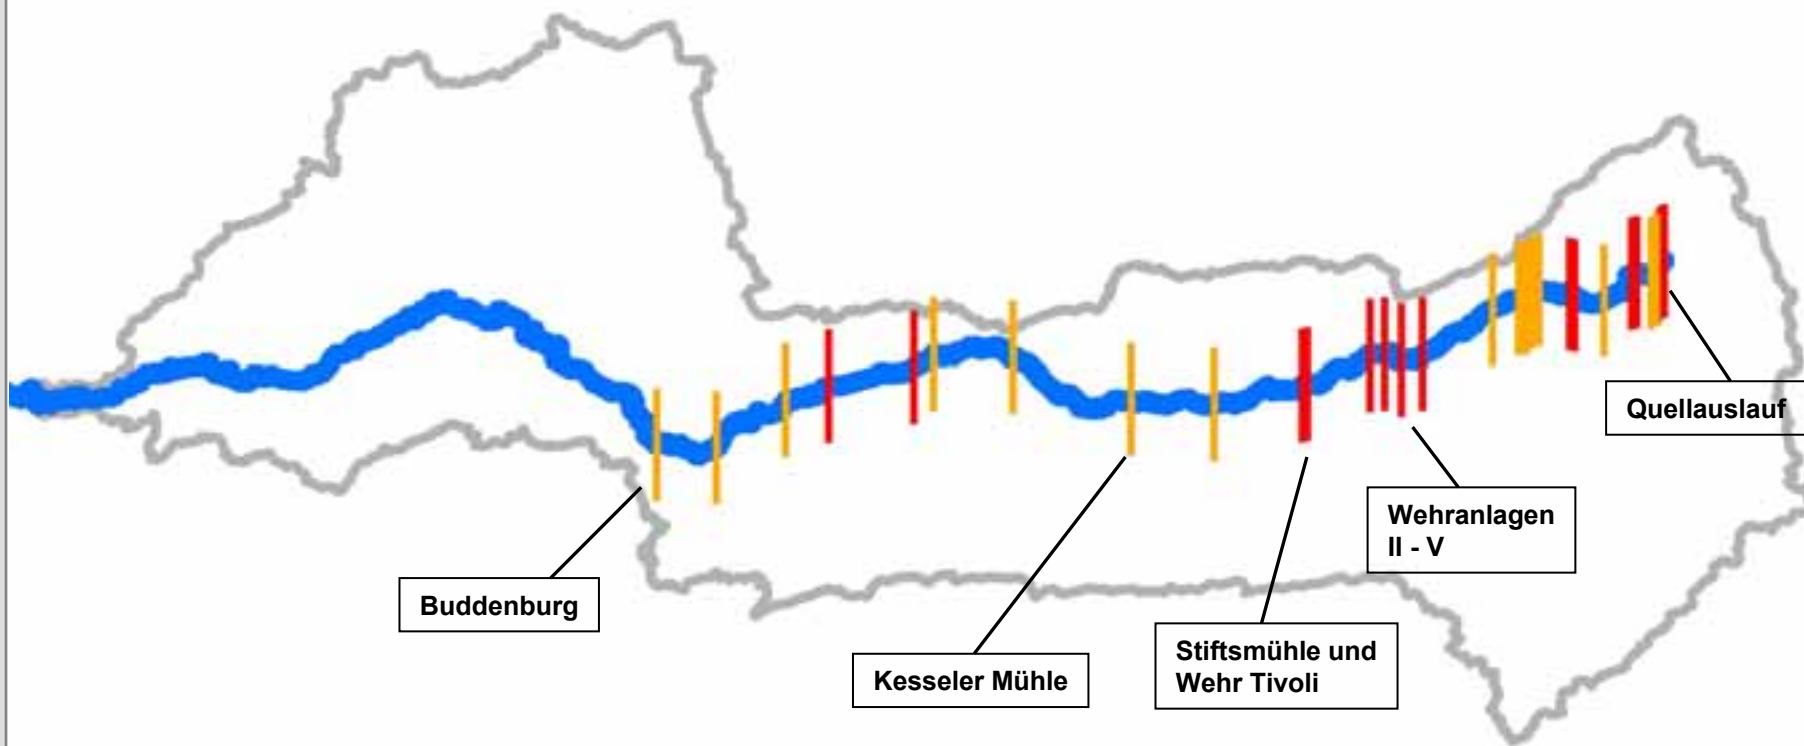 Quellauslauf
Wehranlagen
II - V
Buddenburg
Stiftsmühle und
Wehr Tivoli
Kesseler Mühle